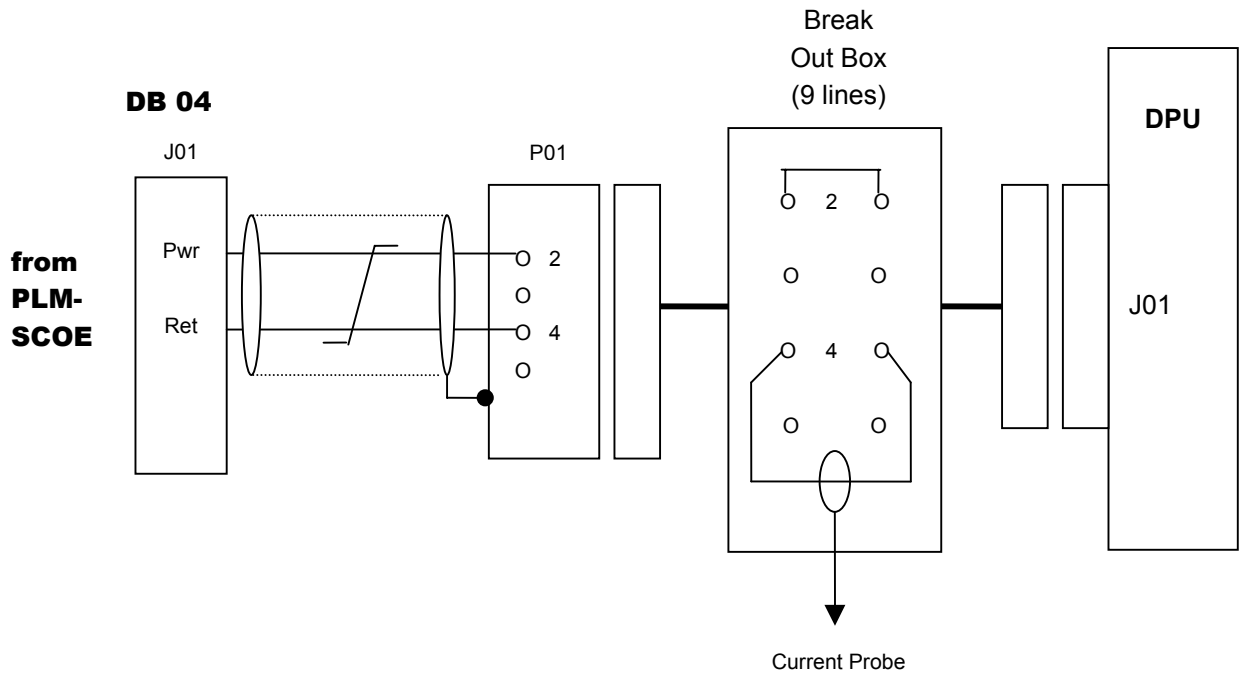 Break
Out Box
(9 lines)
DB 04
DPU
J01
P01
from
PLM-
SCOE
Pwr
Ret
O 2
O
O 4
O
O 2 O
O O
O 4 O
O O
J01
Current Probe